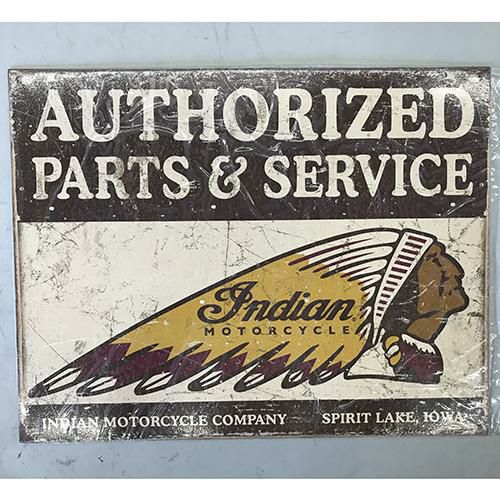 AUTHORIZED
PARTS & SERVICE
Indian
MOTORCYCLE
INDIAN MOTORCYCLE COMPANY SPIRIT LAKE, IOWA